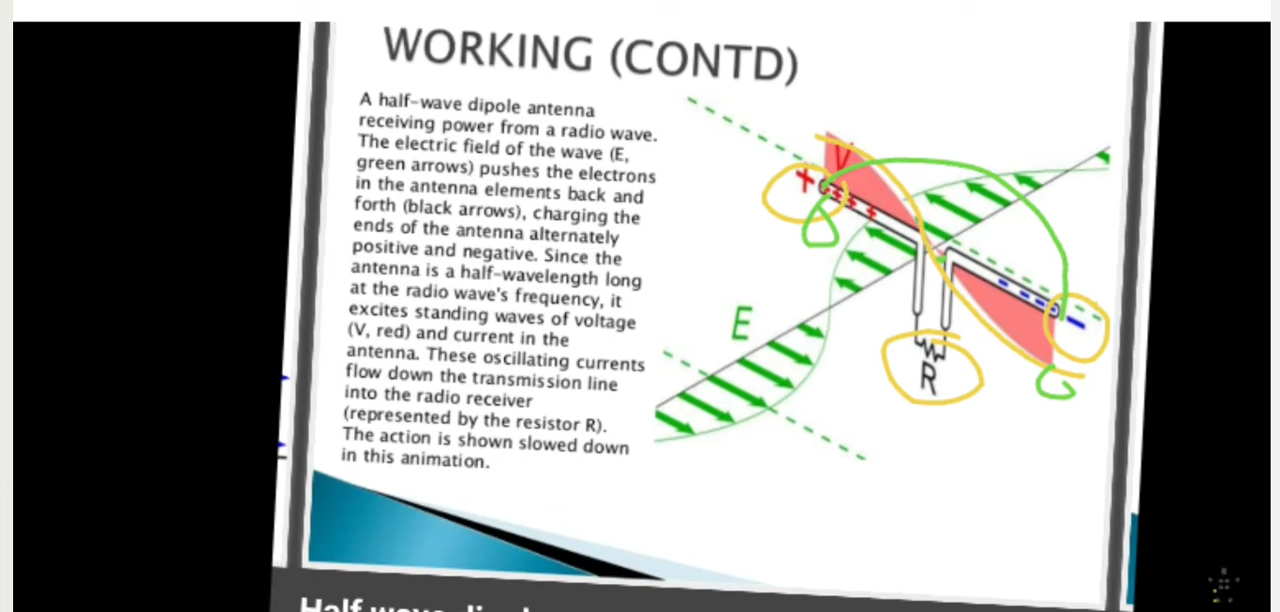 WORKING (CONTD)
A half-wave dipole antenna
receiving power from a radio wave.
The electric field of the wave (E,
green arrows) pushes the electrons
in the antenna elements back and
forth (black arrows), charging the
ends of the antenna alternately
positive and negative. Since the
antenna is a half-wavelength long
at the radio wave's frequency, it
excites standing waves of voltage
(V, red) and current in the
antenna. These oscillating currents
flow down the transmission line
into the radio receiver
(represented by the resistor R).
The action is shown slowed down
in this animation.
V
+
E
R
-